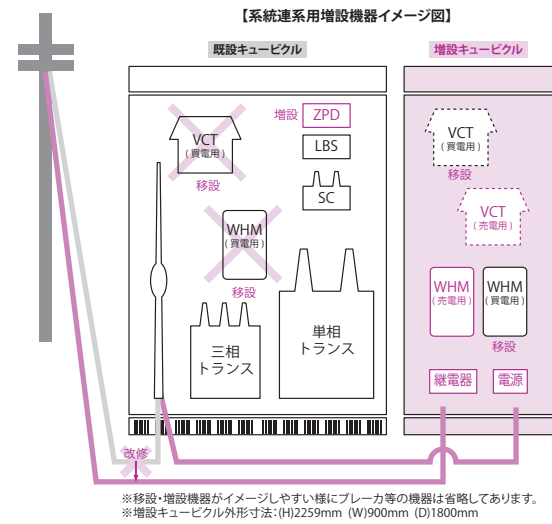 【系統連系用増設機器イメージ図】
既設キュービクル
増設キュービクル
増設
ZPD
LBS
SC
VCT
(買電用)
移設
WHM
(買電用)
移設
三相
トランス
単相
トランス
VCT
(買電用)
移設
VCT
(売電用)
WHM
(売電用)
WHM
(買電用)
移設
継電器
電源
改修
※移設・増設機器がイメージしやすい様にブレーカ等の機器は省略してあります。
※増設キュービクル外形寸法:(H)2259mm (W)900mm (D)1800mm